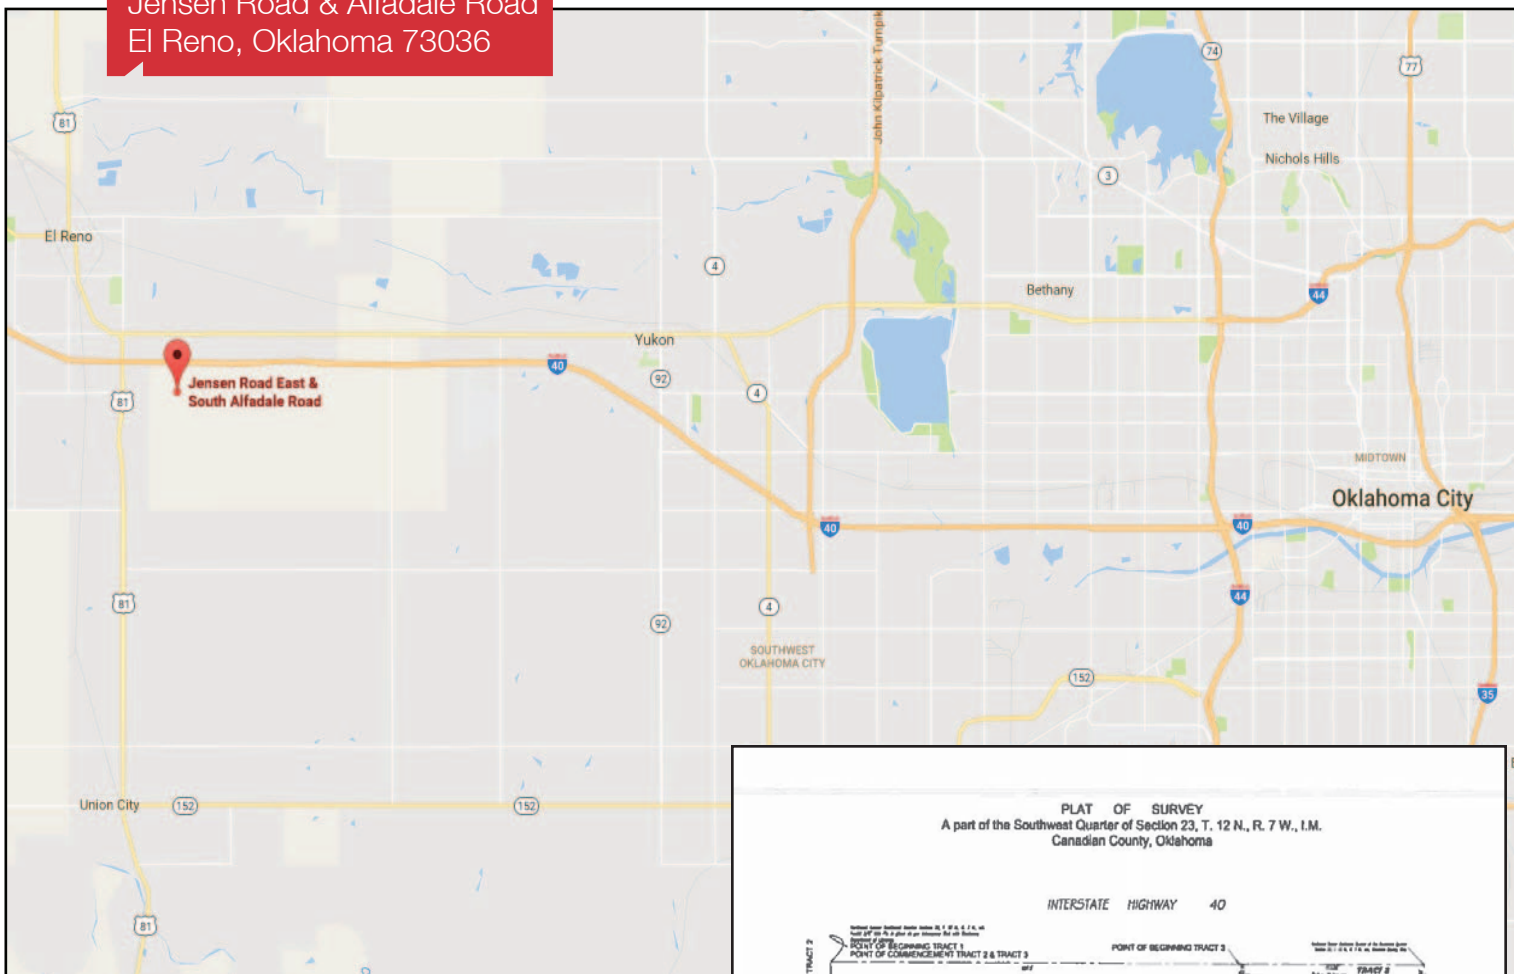 Jensen Road & Alfadale Road
El Reno, Oklahoma 73036
John Kilpatrick Turnpik
74
77
81
The Village
Nichols Hills
3
El Reno
4
Bethany
44
Yukon
40
92
4
Jensen Road East &
South Alfadale Road
81
MIDTOWN
Oklahoma City
40
40
44
81
4
92
SOUTHWEST
OKLAHOMA CITY
152
35
Union City
152
152
81
PLAT OF SURVEY
A part of the Southwest Quarter of Section 23, T. 12 N., R. 7 W., I.M.
Canadian County, Oklahoma
INTERSTATE HIGHWAY 40
POINT OF BEGINNING TRACT 1
POINT OF COMMENCEMENT TRACT 2 & TRACT 3
POINT OF BEGINNING TRACT 3
TRACT 2